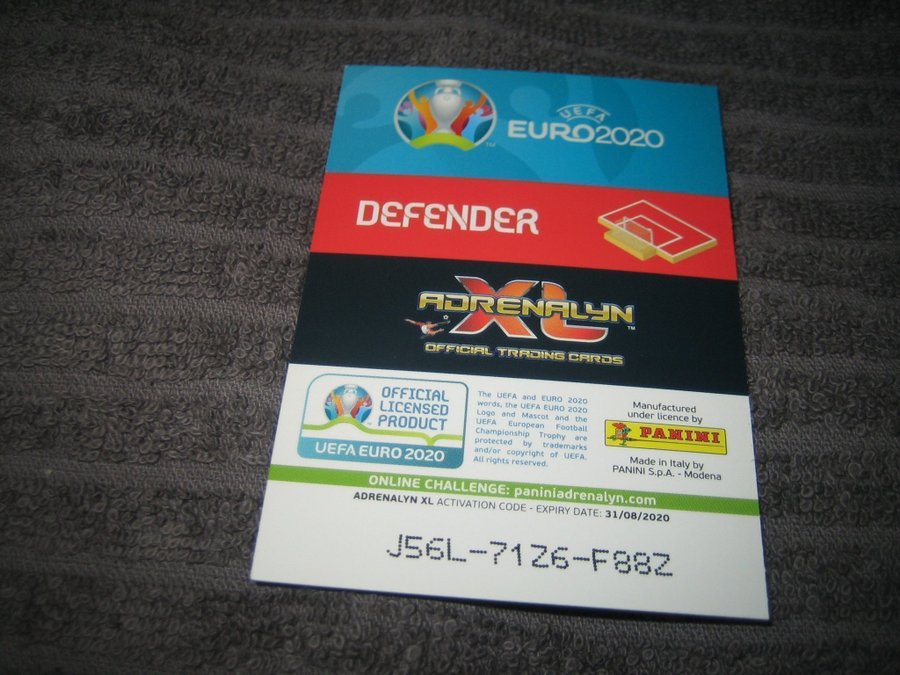 UEFA
EURO2020
TM
DEFENDER
ADRENALYN
XL
TM
OFFICIAL TRADING CARDS
OFFICIAL
LICENSED
PRODUCT
UEFA EURO 2020
The UEFA and EURO 2020
words, the UEFA EURO 2020
Logo and Mascot and the
UEFA European Football
Championship Trophy are
protected by trademarks
and/or copyright of UEFA.
All rights reserved.
Manufactured
under licence by
PANINI
Made in Italy by
PANINI S.p.A. - Modena
ONLINE CHALLENGE: paniniadrenalyn.com
ADRENALYN XL ACTIVATION CODE - EXPIRY DATE: 31/08/2020
J56L-71Z6-F88Z